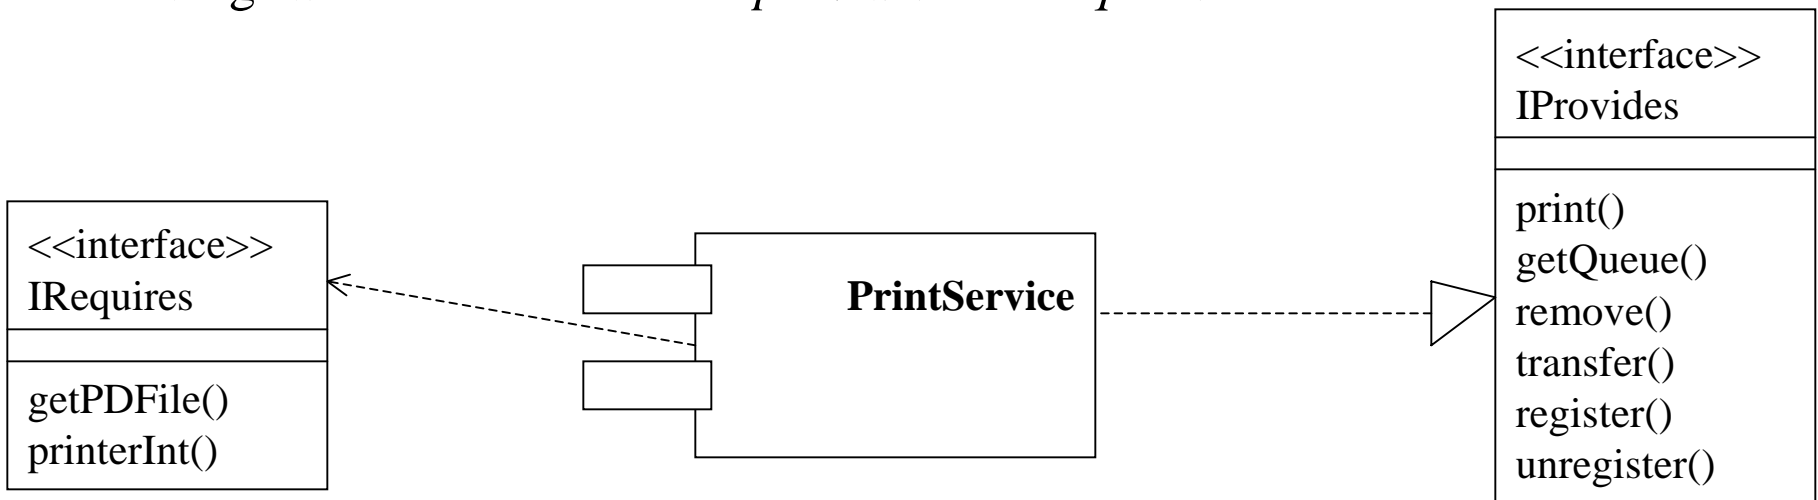 <<interface>>
IProvides
print()
getQueue()
remove()
transfer()
register()
unregister()
<<interface>>
IRequires
getPDFile()
printerInt()
PrintService